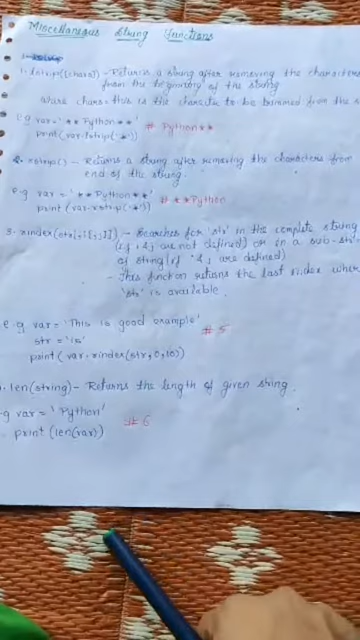 Miscellaneous String Functions
1. lstrip([chars]) - Returns a string after removing the characters
from the beginning of the string
Where chars= this is the character to be trimmed from the
e.g var='**Python**'
print(var.lstrip('*')) # Python**
2. rstrip() - Returns a string after removing the characters from
end of the string.
e.g var='**Python**'
print(var.rstrip('*')) # **Python
3. rindex(str[,i[,j]]) - Searches for 'str' in the complete string
(if i,j are not defined) or in a sub-str
of string (if i,j are defined)
- This function returns the last index where
'str' is available.
e.g var='This is good example'
str='is'
print(var.rindex(str,0,10)) # 5
len(string) - Returns the length of given string.
g var='Python'
print(len(var)) # 6